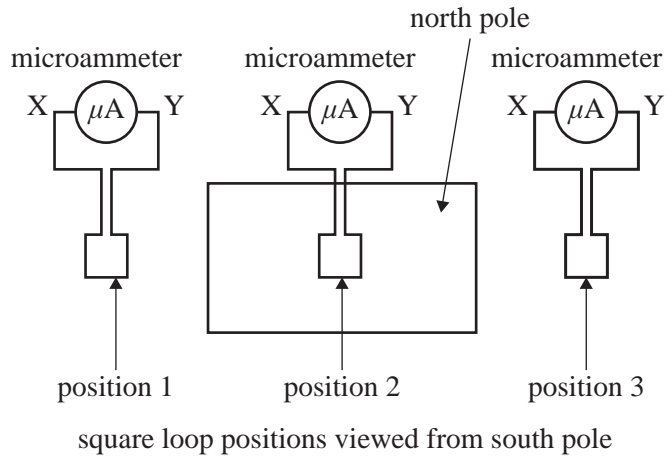 north pole
microammeter microammeter microammeter
X μA Y X μA Y X μA Y
position 1 position 2 position 3
square loop positions viewed from south pole